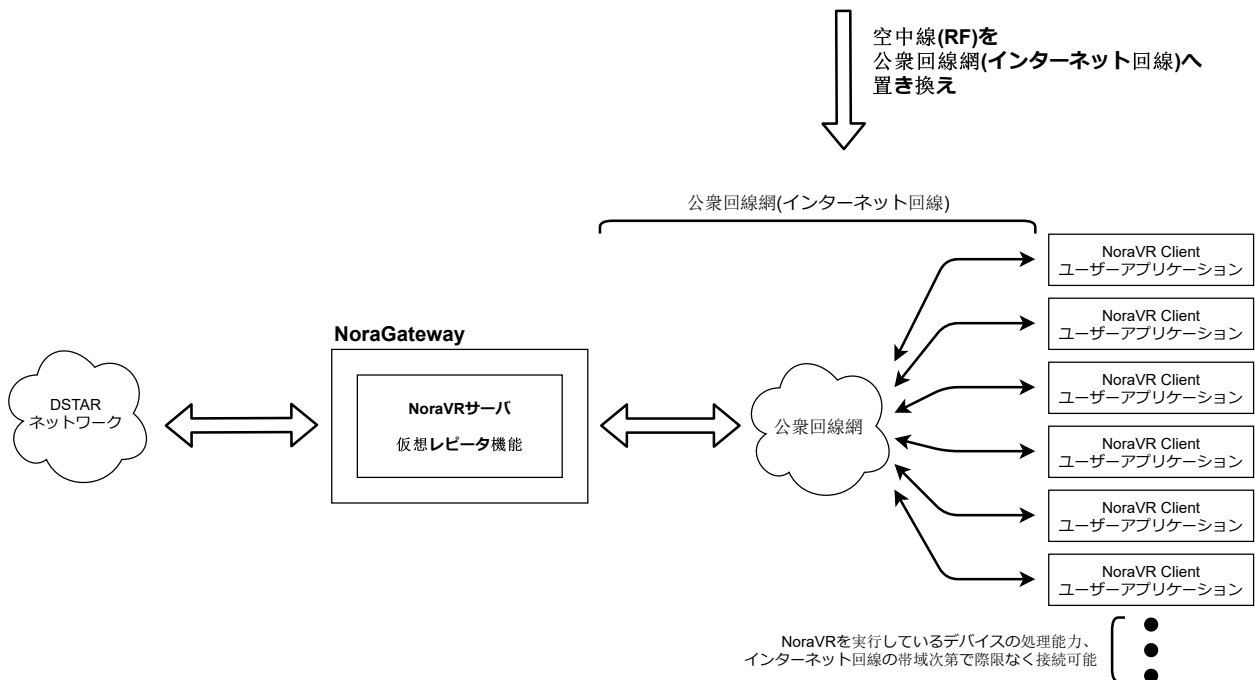 空中線(RF)を
公衆回線網(インターネット回線)へ
置き換え
公衆回線網(インターネット回線)
NoraGateway
DSTAR
ネットワーク
NoraVRサーバ
仮想レピータ機能
公衆回線網
NoraVR Client
ユーザーアプリケーション
NoraVR Client
ユーザーアプリケーション
NoraVR Client
ユーザーアプリケーション
NoraVR Client
ユーザーアプリケーション
NoraVR Client
ユーザーアプリケーション
NoraVR Client
ユーザーアプリケーション
NoraVRを実行しているデバイスの処理能力、
インターネット回線の帯域次第で際限なく接続可能